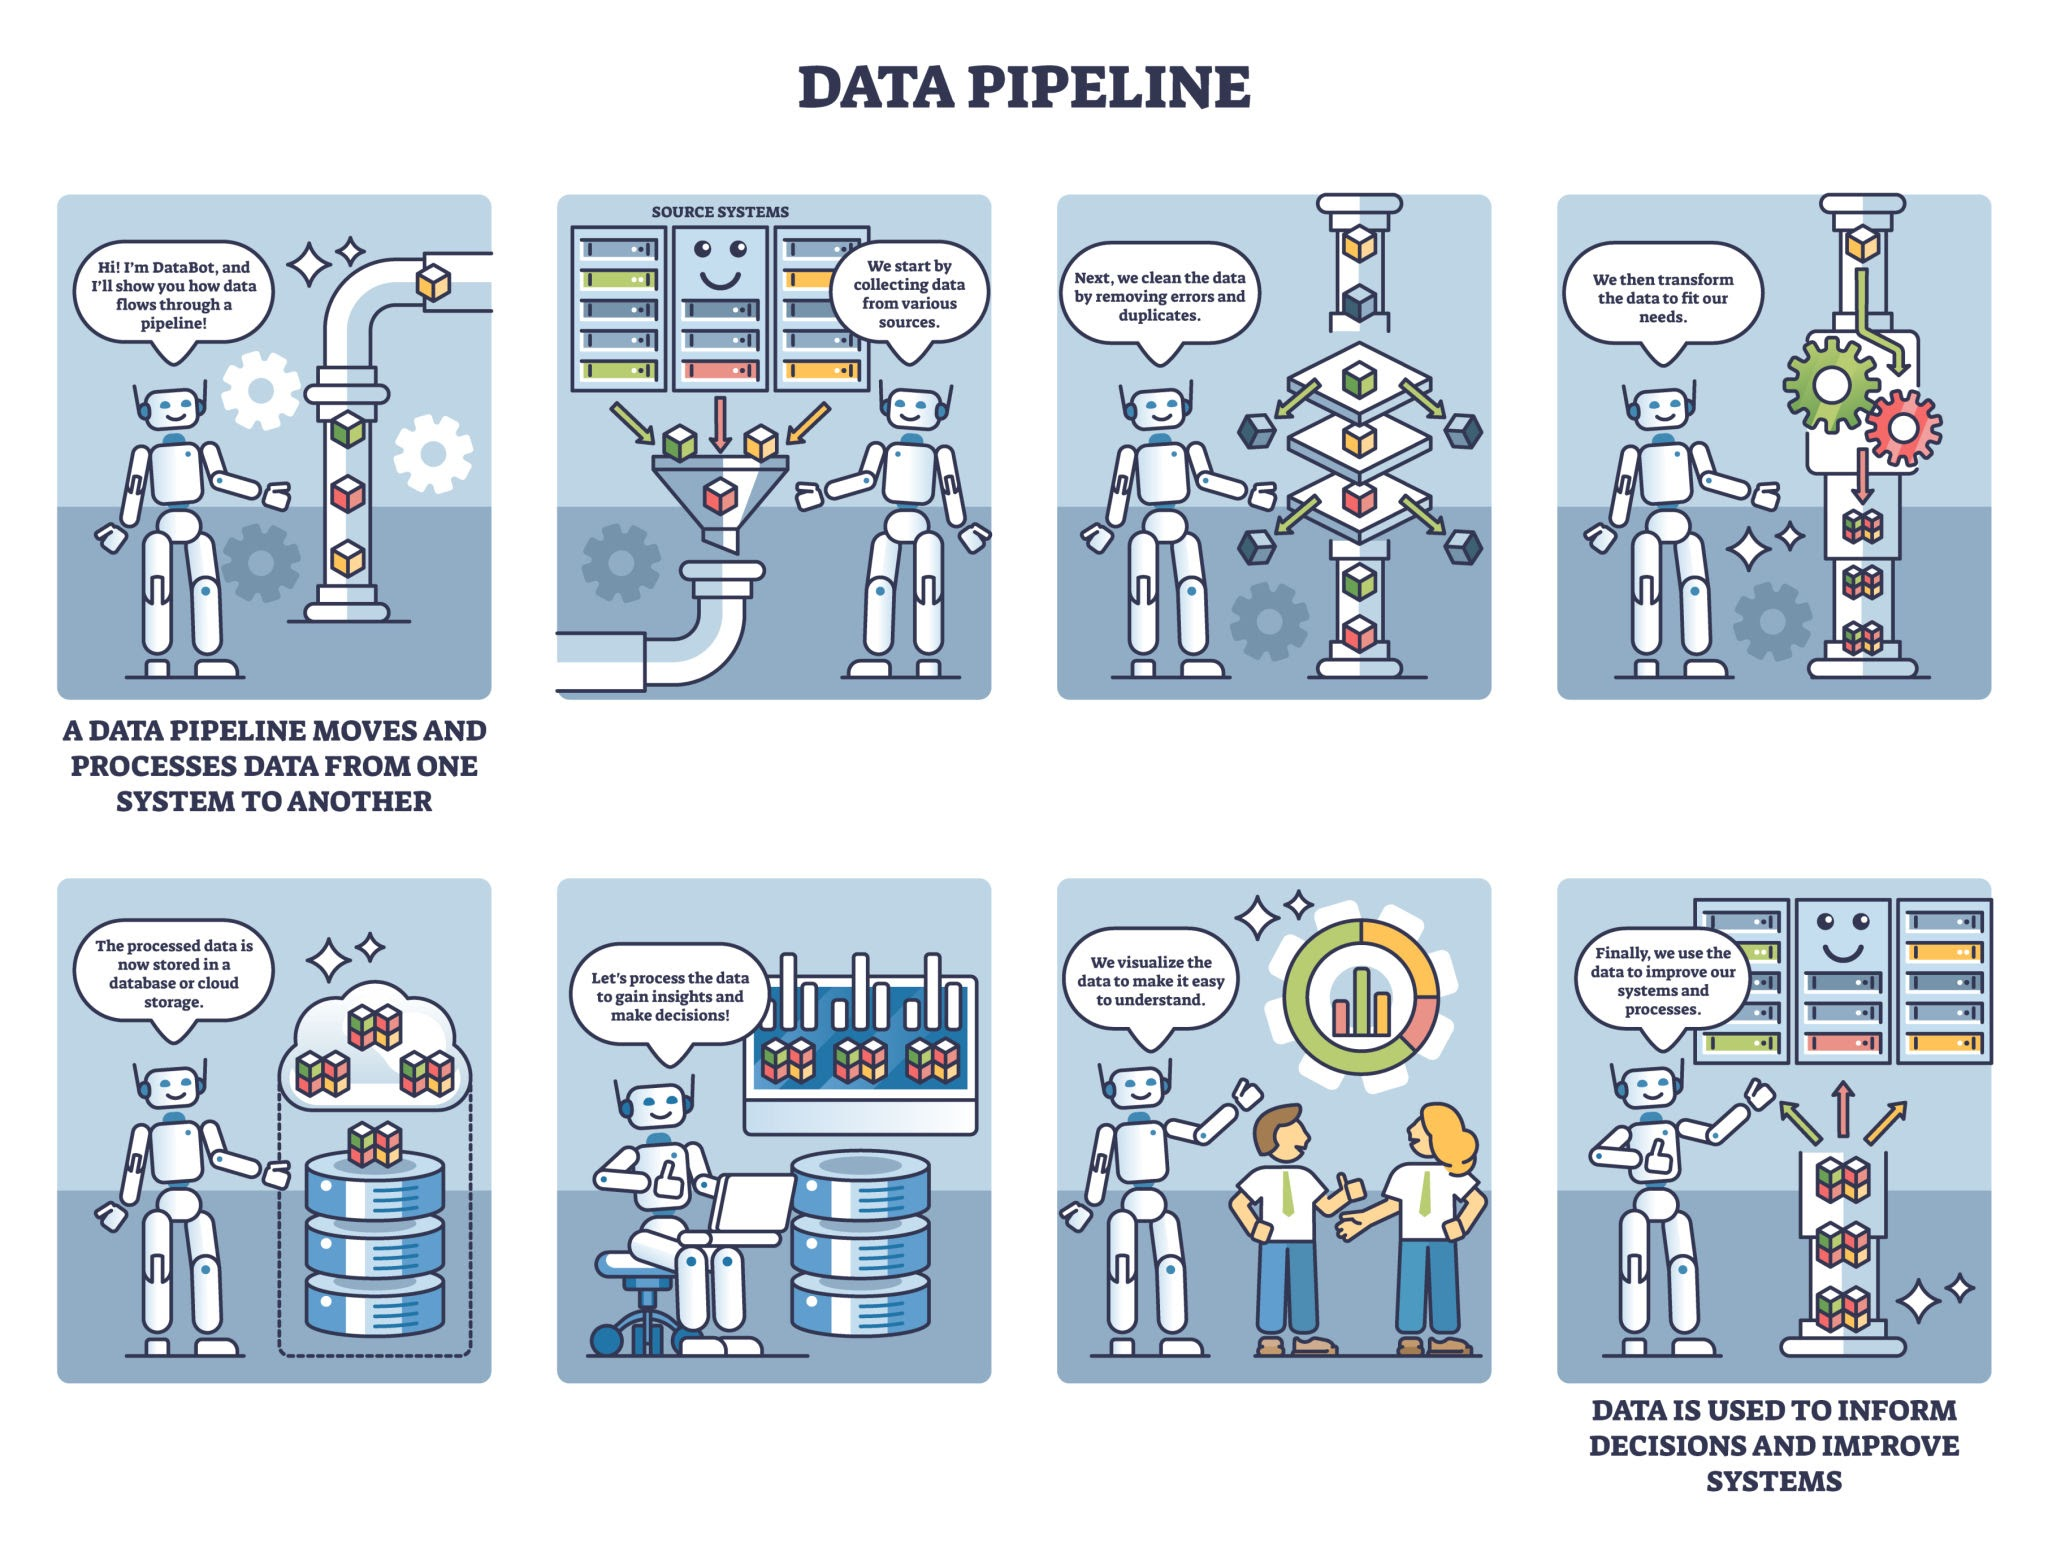 DATA PIPELINE
Hi! I'm DataBot, and
I'll show you how data
flows through a
pipeline!
A DATA PIPELINE MOVES AND
PROCESSES DATA FROM ONE
SYSTEM TO ANOTHER
SOURCE SYSTEMS
We start by
collecting data
from various
sources.
Next, we clean the data
by removing errors and
duplicates.
We then transform
the data to fit our
needs.
The processed data is
now stored in a
database or cloud
storage.
Let's process the data
to gain insights and
make decisions!
We visualize the
data to make it easy
to understand.
Finally, we use the
data to improve our
systems and
processes.
DATA IS USED TO INFORM
DECISIONS AND IMPROVE
SYSTEMS